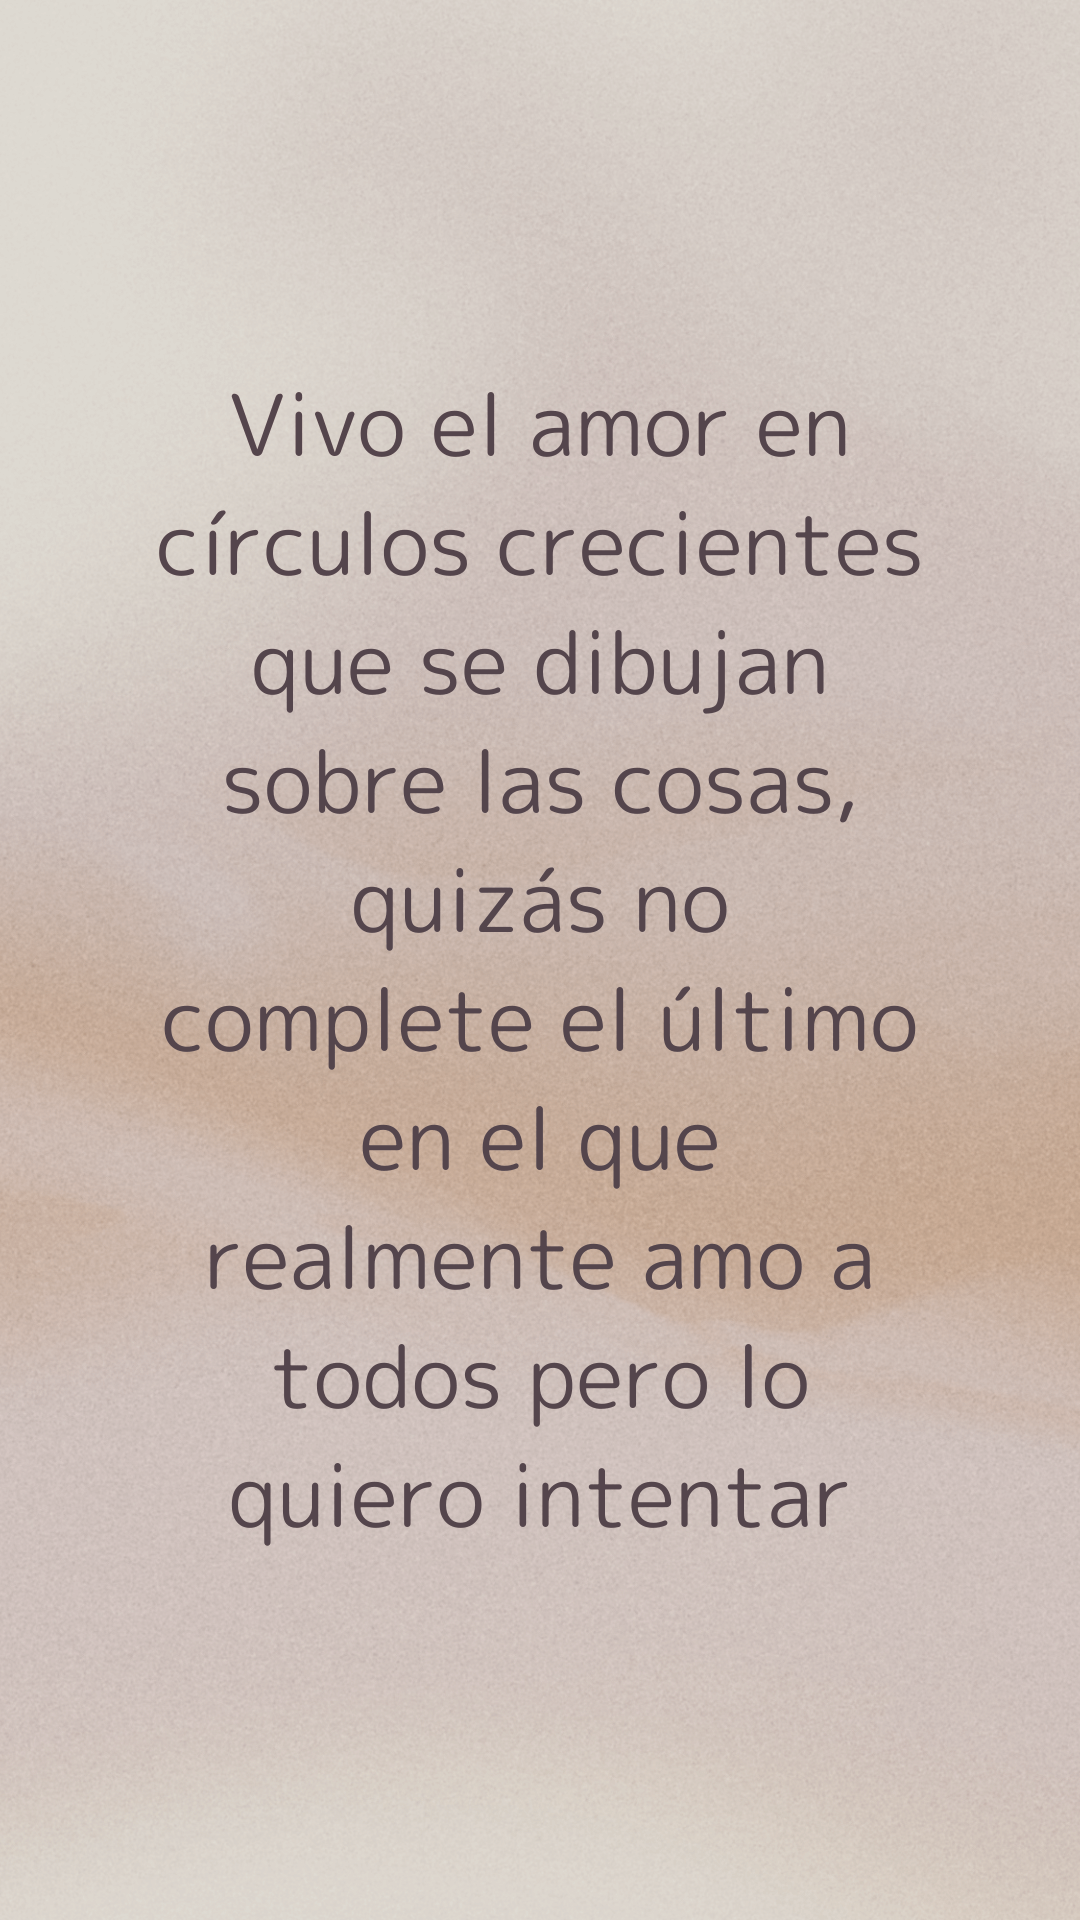 Vivo el amor en
círculos crecientes
que se dibujan
sobre las cosas,
quizás no
complete el último
en el que
realmente amo a
todos pero lo
quiero intentar